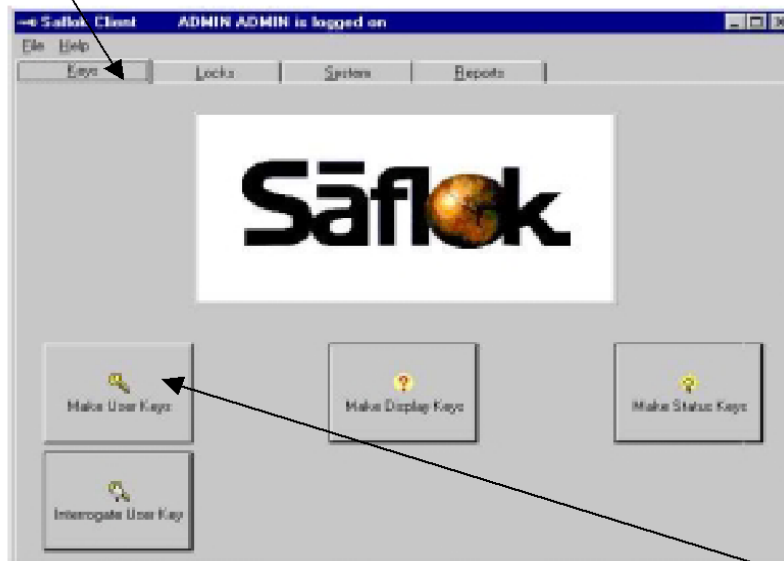 Saflok Client ADMIN ADMIN is logged on
File Help
Keys Locks System Reports
Sāflok
Make User Keys Make Display Keys Make Status Keys
Interrogate User Key